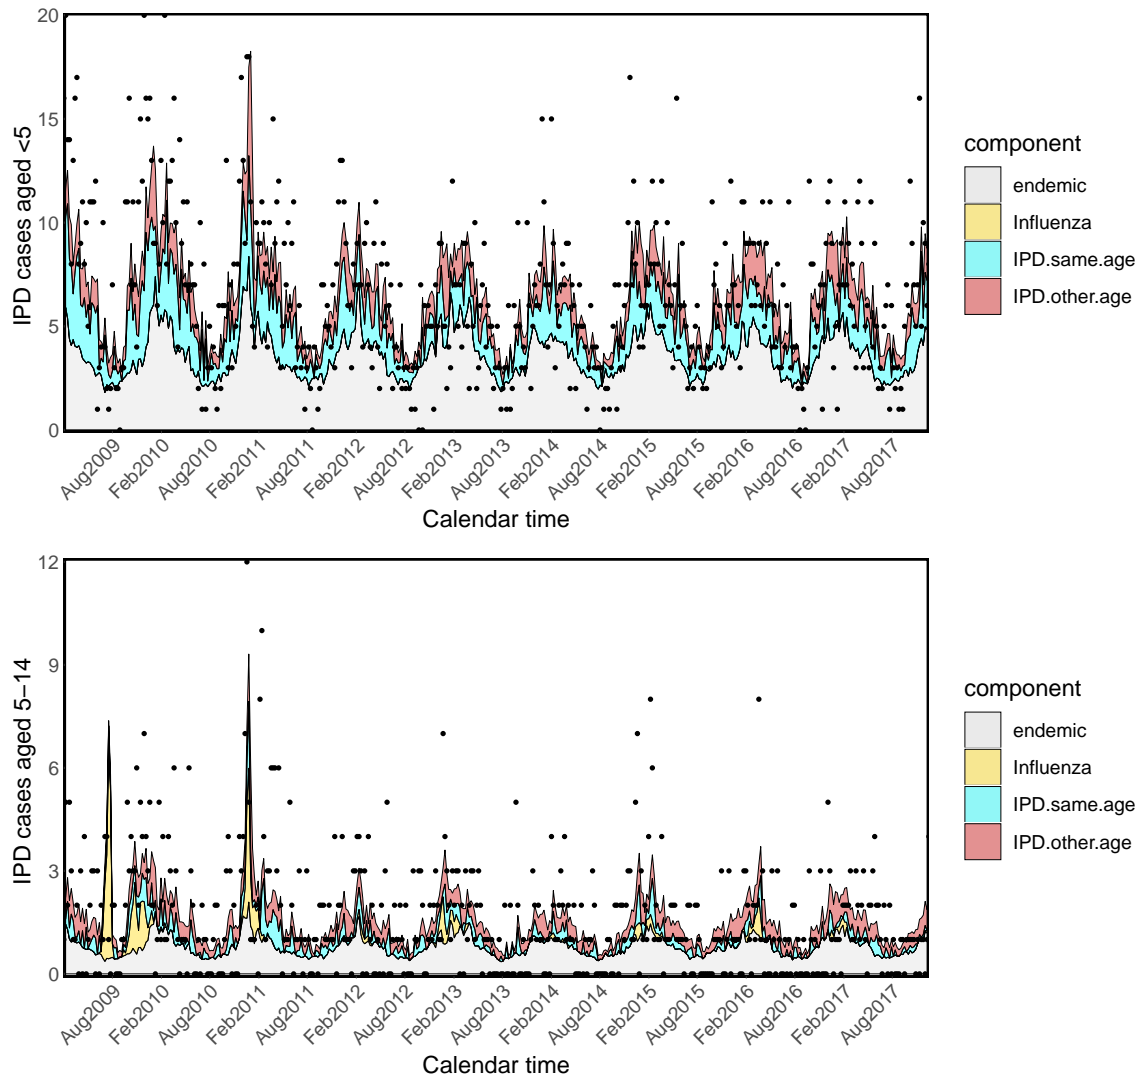 20
15
10
5
0
IPD cases aged <5
Aug2009
Feb2010
Aug2010
Feb2011
Aug2011
Feb2012
Aug2012
Feb2013
Aug2013
Feb2014
Aug2014
Feb2015
Aug2015
Feb2016
Aug2016
Feb2017
Aug2017
Calendar time
component
endemic
Influenza
IPD.same.age
IPD.other.age
12
9
6
3
0
IPD cases aged 5−14
Aug2009
Feb2010
Aug2010
Feb2011
Aug2011
Feb2012
Aug2012
Feb2013
Aug2013
Feb2014
Aug2014
Feb2015
Aug2015
Feb2016
Aug2016
Feb2017
Aug2017
Calendar time
component
endemic
Influenza
IPD.same.age
IPD.other.age